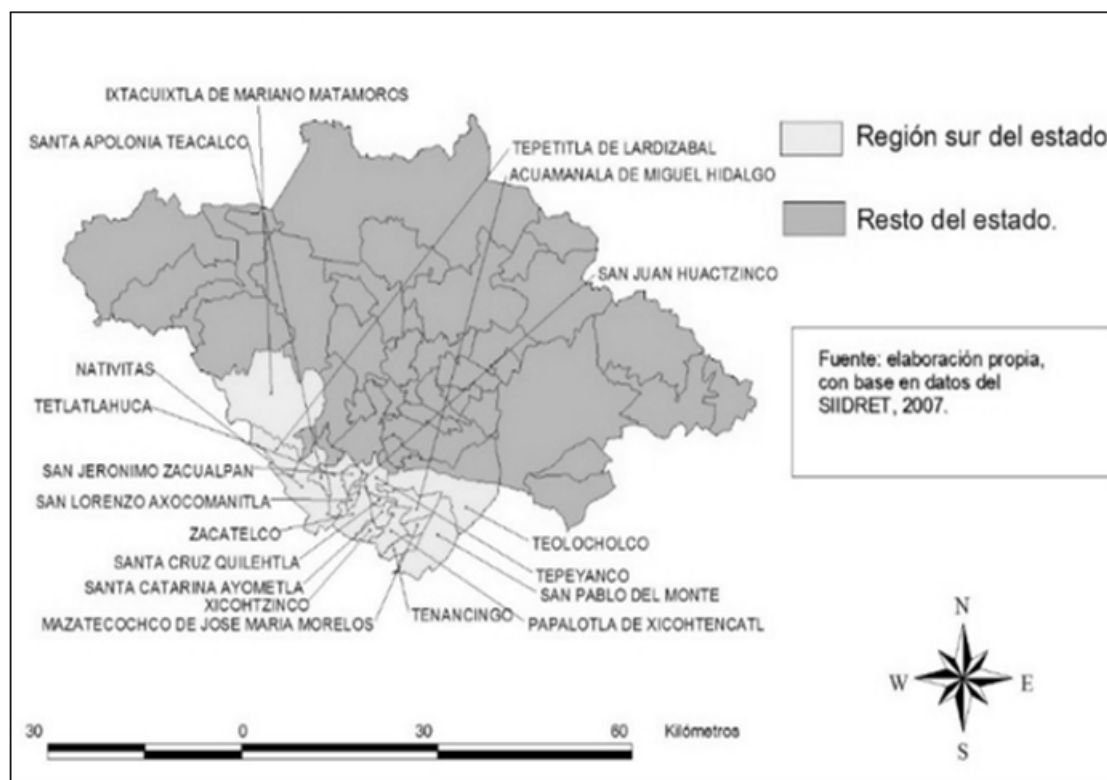 IXTACUIXTLA DE MARIANO MATAMOROS
SANTA APOLONIA TEACALCO
TEPETITLA DE LARDIZABAL
ACUAMANALA DE MIGUEL HIDALGO
SAN JUAN HUACTZINCO
NATIVITAS
TETLATLAHUCA
SAN JERONIMO ZACUALPAN
SAN LORENZO AXOCOMANITLA
ZACATELCO
SANTA CRUZ QUILEHTLA
SANTA CATARINA AYOMETLA
XICOHTZINCO
MAZATECOCHCO DE JOSE MARIA MORELOS
TENANCINGO
TEOLOCHOLCO
TEPEYANCO
SAN PABLO DEL MONTE
PAPALOTLA DE XICOHTENCATL
Región sur del estado
Resto del estado.
Fuente: elaboración propia,
con base en datos del
SIIDRET, 2007.
N
W E
S
30 0 30 60 Kilómetros